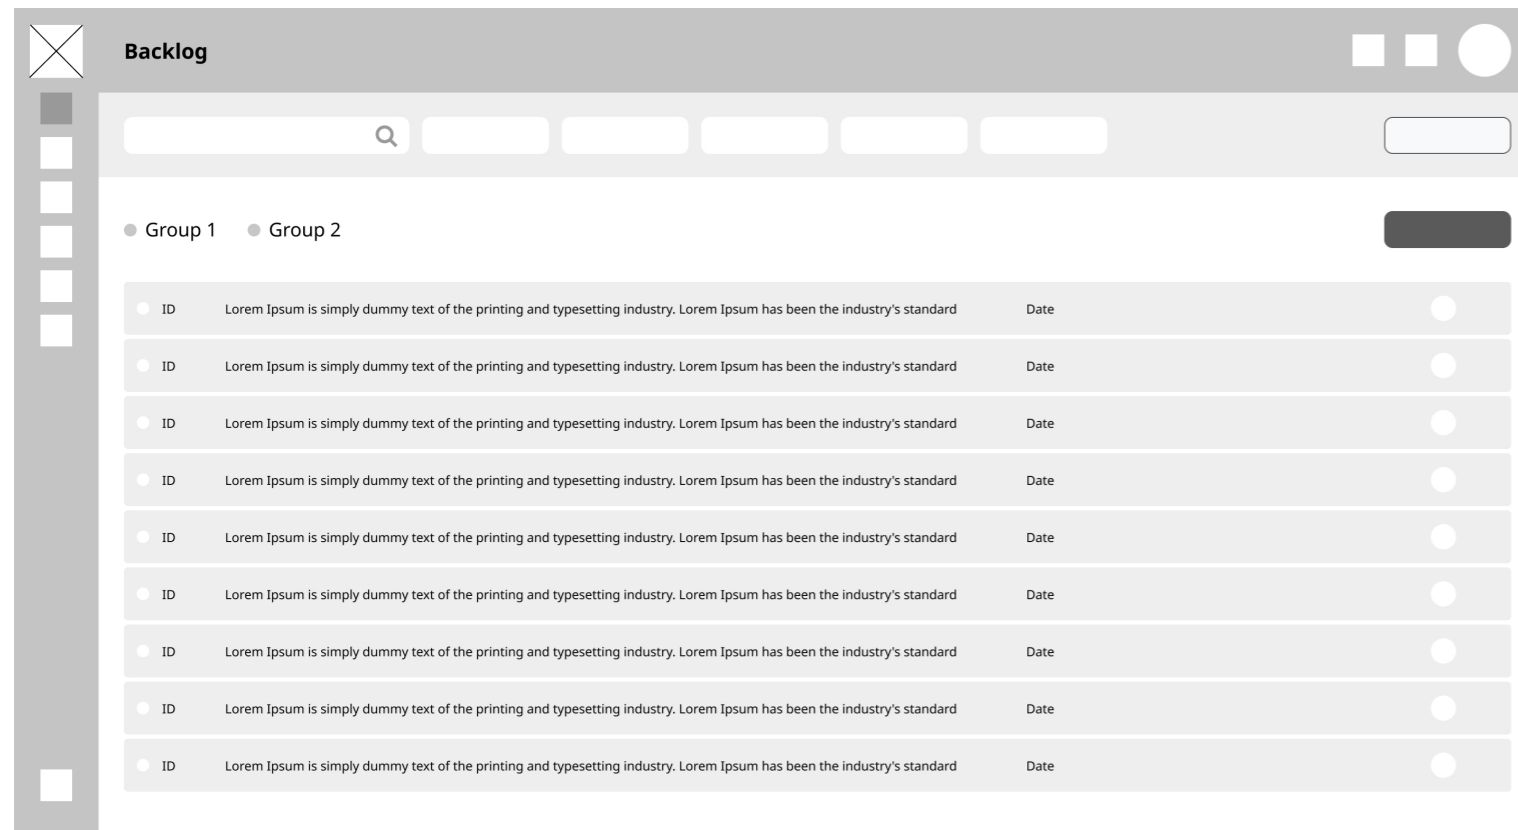 Backlog
Group 1 Group 2
ID Lorem Ipsum is simply dummy text of the printing and typesetting industry. Lorem Ipsum has been the industry's standard Date
ID Lorem Ipsum is simply dummy text of the printing and typesetting industry. Lorem Ipsum has been the industry's standard Date
ID Lorem Ipsum is simply dummy text of the printing and typesetting industry. Lorem Ipsum has been the industry's standard Date
ID Lorem Ipsum is simply dummy text of the printing and typesetting industry. Lorem Ipsum has been the industry's standard Date
ID Lorem Ipsum is simply dummy text of the printing and typesetting industry. Lorem Ipsum has been the industry's standard Date
ID Lorem Ipsum is simply dummy text of the printing and typesetting industry. Lorem Ipsum has been the industry's standard Date
ID Lorem Ipsum is simply dummy text of the printing and typesetting industry. Lorem Ipsum has been the industry's standard Date
ID Lorem Ipsum is simply dummy text of the printing and typesetting industry. Lorem Ipsum has been the industry's standard Date
ID Lorem Ipsum is simply dummy text of the printing and typesetting industry. Lorem Ipsum has been the industry's standard Date